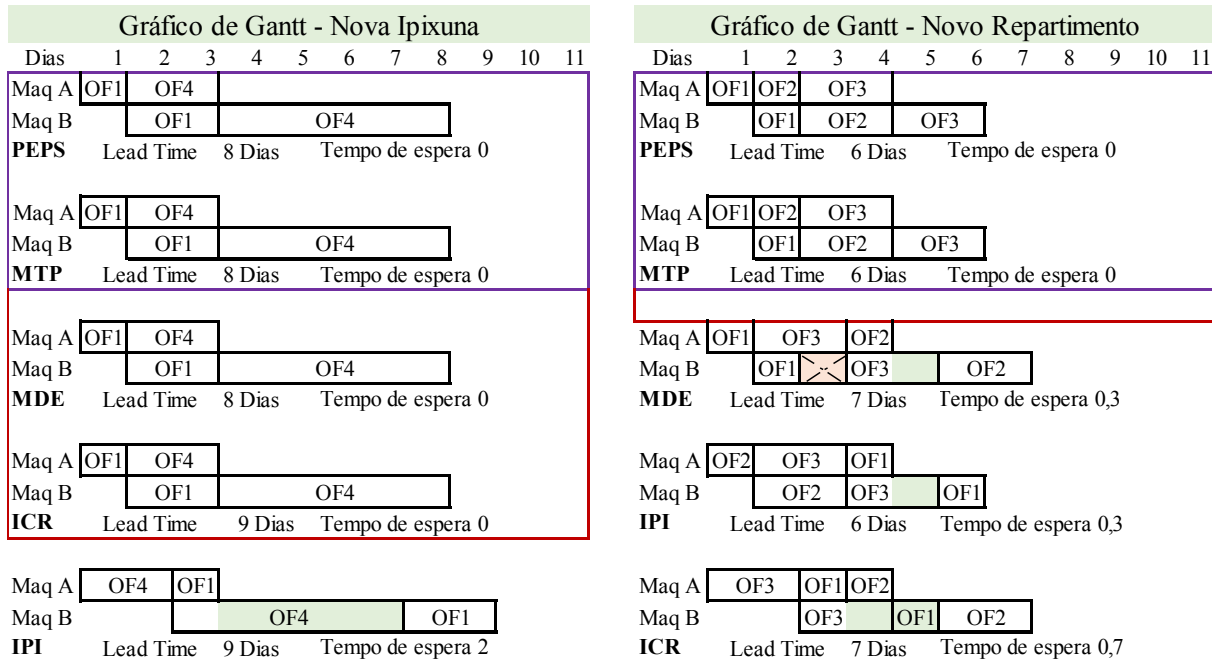 Gráfico de Gantt - Nova Ipixuna
Dias 1 2 3 4 5 6 7 8 9 10 11
Maq A OF1 OF4
Maq B OF1 OF4
PEPS Lead Time 8 Dias Tempo de espera 0
Maq A OF1 OF4
Maq B OF1 OF4
MTP Lead Time 8 Dias Tempo de espera 0
Maq A OF1 OF4
Maq B OF1 OF4
MDE Lead Time 8 Dias Tempo de espera 0
Maq A OF1 OF4
Maq B OF1 OF4
ICR Lead Time 9 Dias Tempo de espera 0
Maq A OF4 OF1
Maq B OF4 OF1
IPI Lead Time 9 Dias Tempo de espera 2
Gráfico de Gantt - Novo Repartimento
Dias 1 2 3 4 5 6 7 8 9 10 11
Maq A OF1 OF2 OF3
Maq B OF1 OF2 OF3
PEPS Lead Time 6 Dias Tempo de espera 0
Maq A OF1 OF2 OF3
Maq B OF1 OF2 OF3
MTP Lead Time 6 Dias Tempo de espera 0
Maq A OF1 OF3 OF2
Maq B OF1 OF3 OF2
MDE Lead Time 7 Dias Tempo de espera 0,3
Maq A OF2 OF3 OF1
Maq B OF2 OF3 OF1
IPI Lead Time 6 Dias Tempo de espera 0,3
Maq A OF3 OF1 OF2
Maq B OF3 OF1 OF2
ICR Lead Time 7 Dias Tempo de espera 0,7